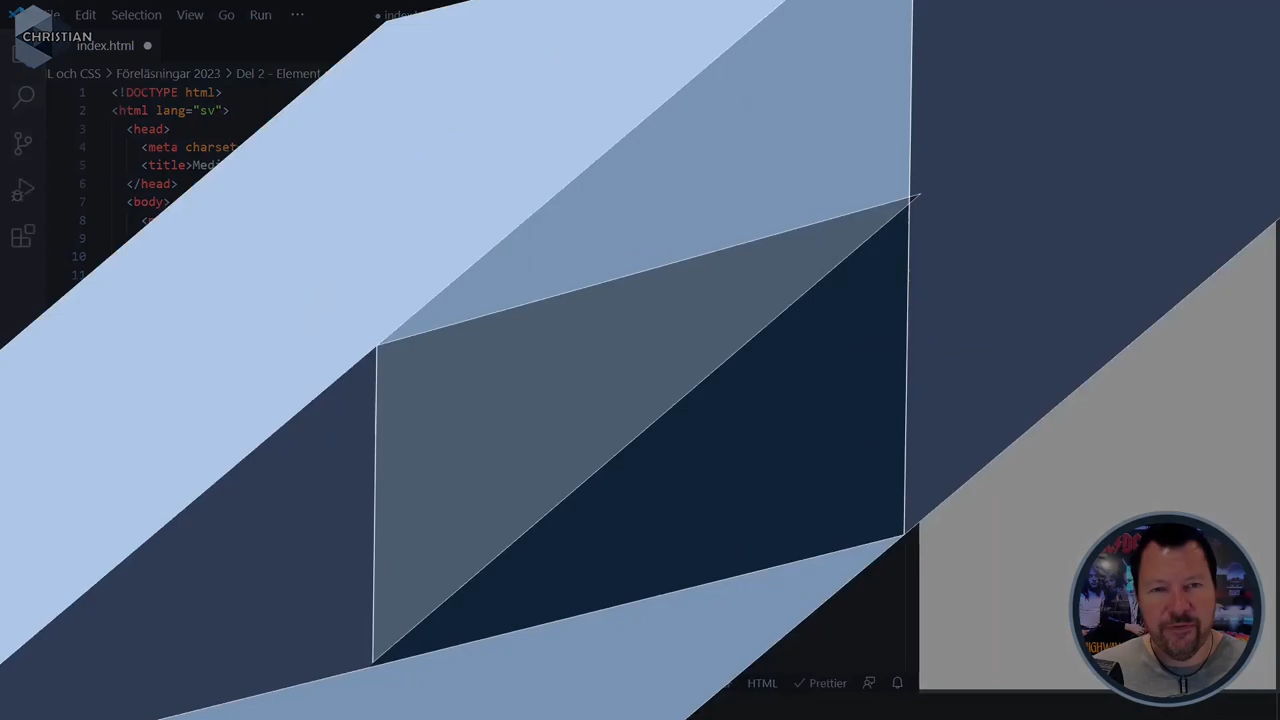 Edit Selection View Go Run ···
CHRISTIAN
index.html
L och CSS > Föreläsningar 2023 > Del 2 - Element
1 <!DOCTYPE html>
2 <html lang="sv">
3 <head>
4 <meta charset
5 <title>Med
6 </head>
7 <body>
8
9
10
11
HTML Prettier